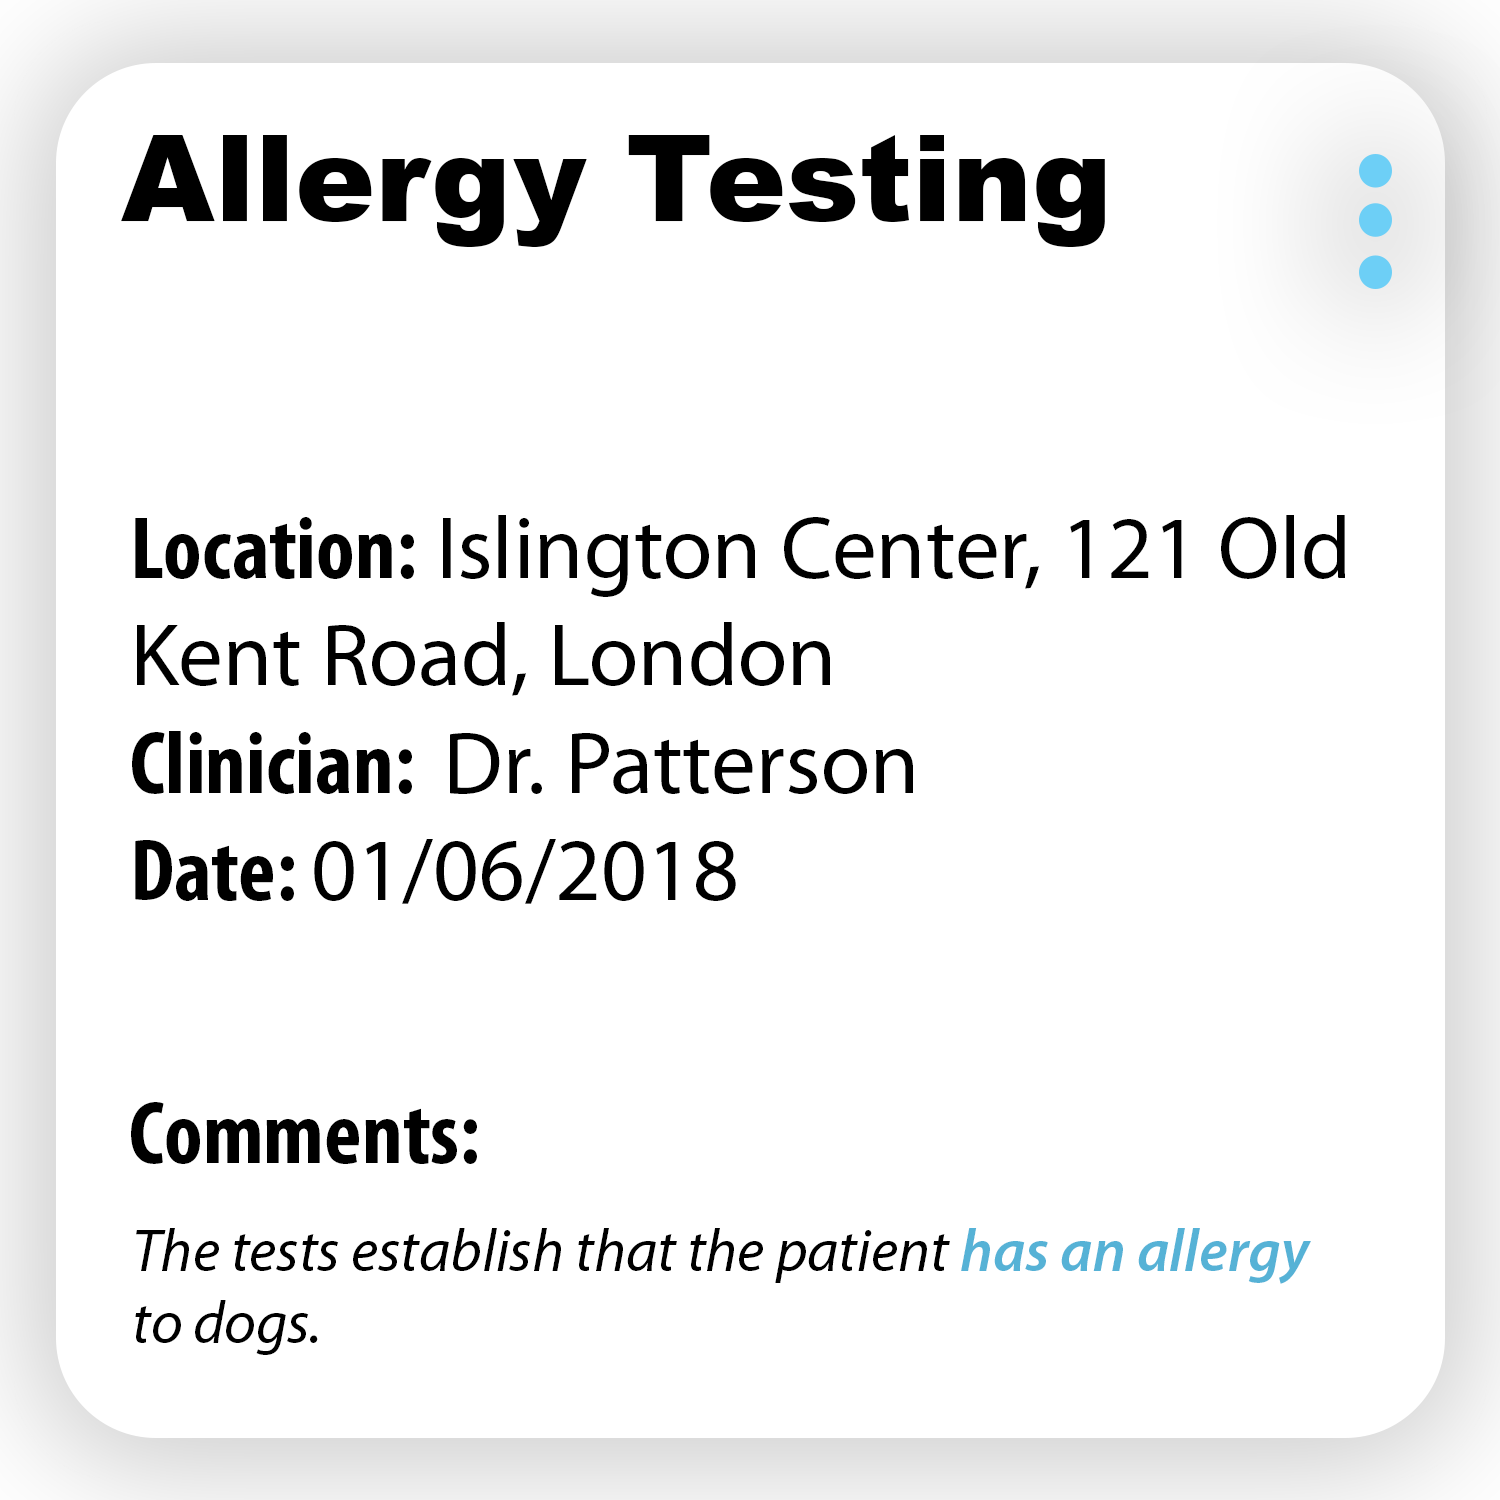 Allergy Testing
Location: Islington Center, 121 Old
Kent Road, London
Clinician: Dr. Patterson
Date: 01/06/2018
Comments:
The tests establish that the patient has an allergy
to dogs.